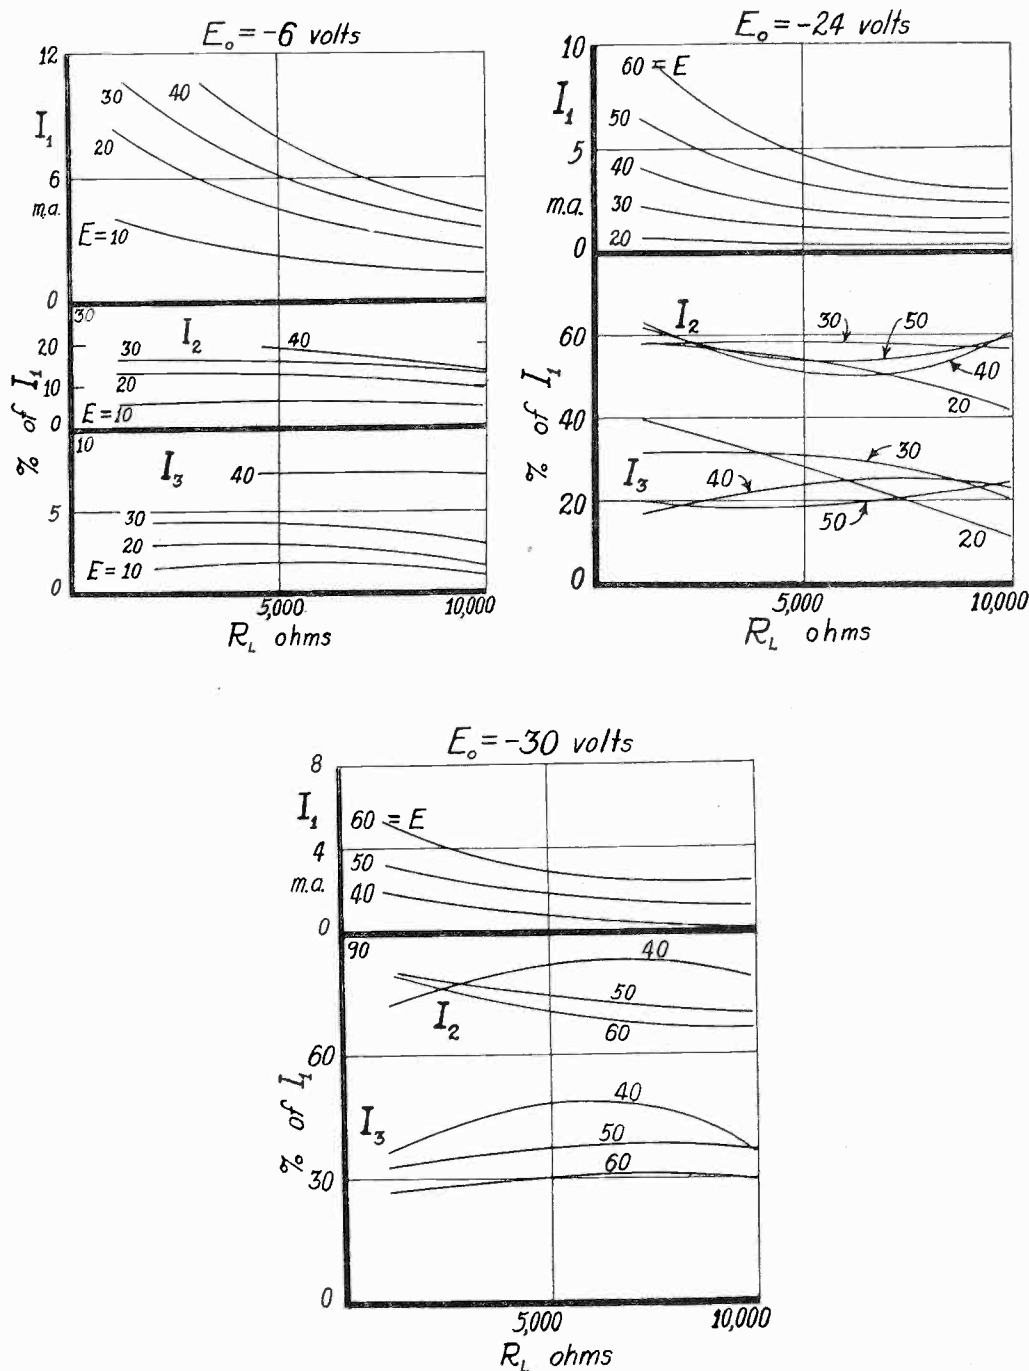 E₀ = -6 volts
12
I₁
6
m.a.
0
40
30
20
E = 10
30
I₂
20
10
0
40
30
20
E = 10
% of I₁
10
I₃
5
0
40
30
20
E = 10
5,000
10,000
R_L ohms
E₀ = -24 volts
10
I₁
5
m.a.
0
60 = E
50
40
30
20
I₂
60
40
20
0
30
50
40
20
% of I₁
I₃
40
30
50
20
5,000
10,000
R_L ohms
E₀ = -30 volts
8
I₁
4
m.a.
0
60 = E
50
40
90
40
I₂
50
60
60
% of I₁
I₃
40
50
60
30
0
5,000
10,000
R_L ohms